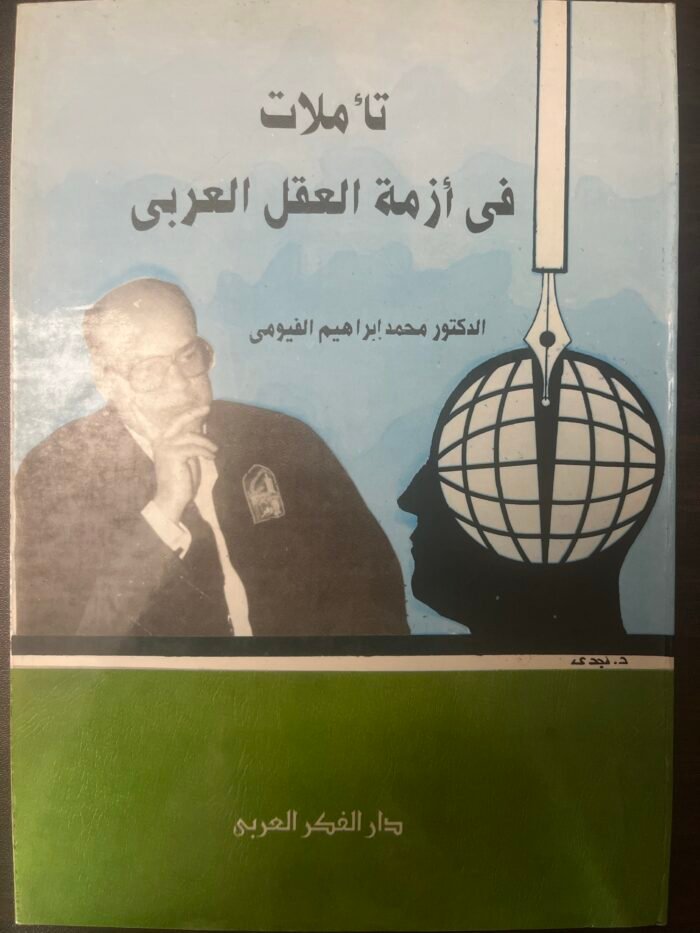 تأملات
فى أزمة العقل العربى
الدكتور محمد إبراهيم الفيومى
د. نجدى
دار الفكر العربى